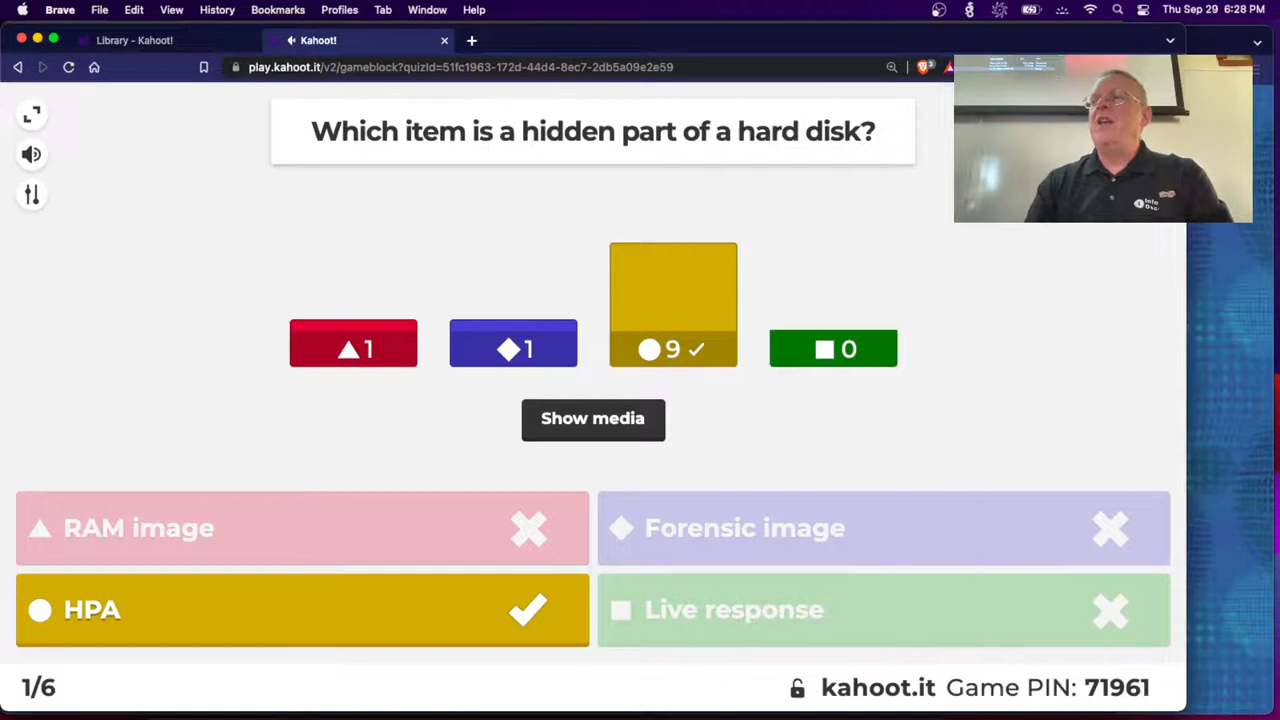 Brave File Edit View History Bookmarks Profiles Tab Window Help Thu Sep 29 6:28 PM
Library - Kahoot! Kahoot!
play.kahoot.it/v2/gameblock?quizId=51fc1963-172d-44d4-8ec7-2db5a09e2e59 3
Which item is a hidden part of a hard disk?
1 1 9 0
Show media
RAM image Forensic image
HPA Live response
1/6 kahoot.it Game PIN: 71961